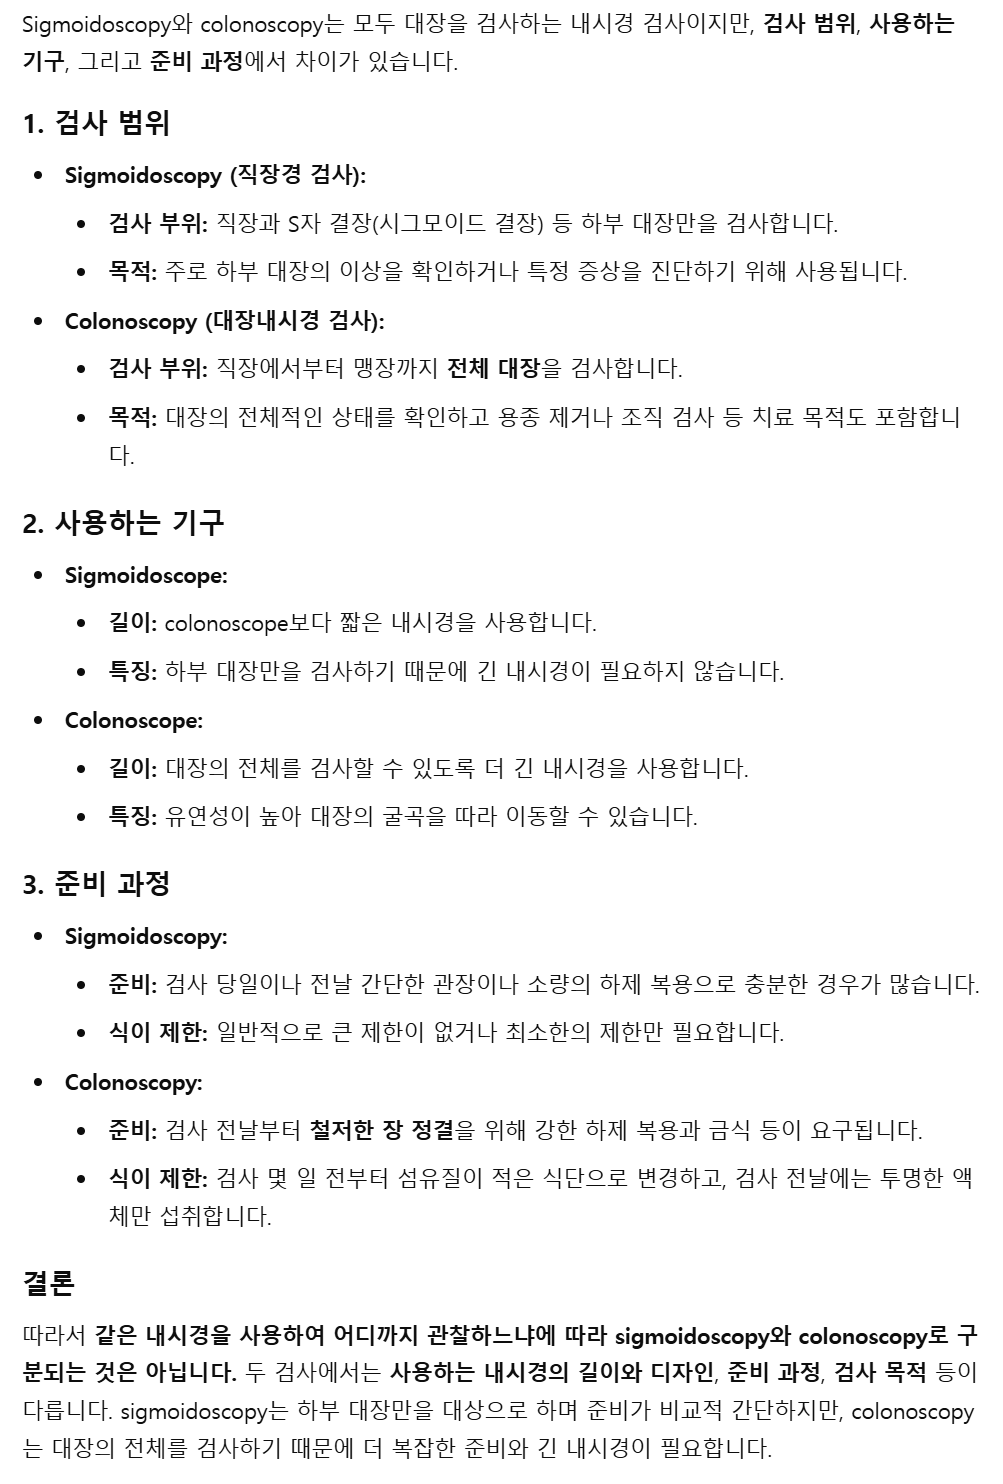 Sigmoidoscopy와 colonoscopy는 모두 대장을 검사하는 내시경 검사이지만, 검사 범위, 사용하는
기구, 그리고 준비 과정에서 차이가 있습니다.
1. 검사 범위
• Sigmoidoscopy (직장경 검사):
• 검사 부위: 직장과 S자 결장(시그모이드 결장) 등 하부 대장만을 검사합니다.
• 목적: 주로 하부 대장의 이상을 확인하거나 특정 증상을 진단하기 위해 사용됩니다.
• Colonoscopy (대장내시경 검사):
• 검사 부위: 직장에서부터 맹장까지 전체 대장을 검사합니다.
• 목적: 대장의 전체적인 상태를 확인하고 용종 제거나 조직 검사 등 치료 목적도 포함합니
다.
2. 사용하는 기구
• Sigmoidoscope:
• 길이: colonoscope보다 짧은 내시경을 사용합니다.
• 특징: 하부 대장만을 검사하기 때문에 긴 내시경이 필요하지 않습니다.
• Colonoscope:
• 길이: 대장의 전체를 검사할 수 있도록 더 긴 내시경을 사용합니다.
• 특징: 유연성이 높아 대장의 굴곡을 따라 이동할 수 있습니다.
3. 준비 과정
• Sigmoidoscopy:
• 준비: 검사 당일이나 전날 간단한 관장이나 소량의 하제 복용으로 충분한 경우가 많습니다.
• 식이 제한: 일반적으로 큰 제한이 없거나 최소한의 제한만 필요합니다.
• Colonoscopy:
• 준비: 검사 전날부터 철저한 장 정결을 위해 강한 하제 복용과 금식 등이 요구됩니다.
• 식이 제한: 검사 몇 일 전부터 섬유질이 적은 식단으로 변경하고, 검사 전날에는 투명한 액
체만 섭취합니다.
결론
따라서 같은 내시경을 사용하여 어디까지 관찰하느냐에 따라 sigmoidoscopy와 colonoscopy로 구
분되는 것은 아닙니다. 두 검사에서는 사용하는 내시경의 길이와 디자인, 준비 과정, 검사 목적 등이
다릅니다. sigmoidoscopy는 하부 대장만을 대상으로 하며 준비가 비교적 간단하지만, colonoscopy
는 대장의 전체를 검사하기 때문에 더 복잡한 준비와 긴 내시경이 필요합니다.